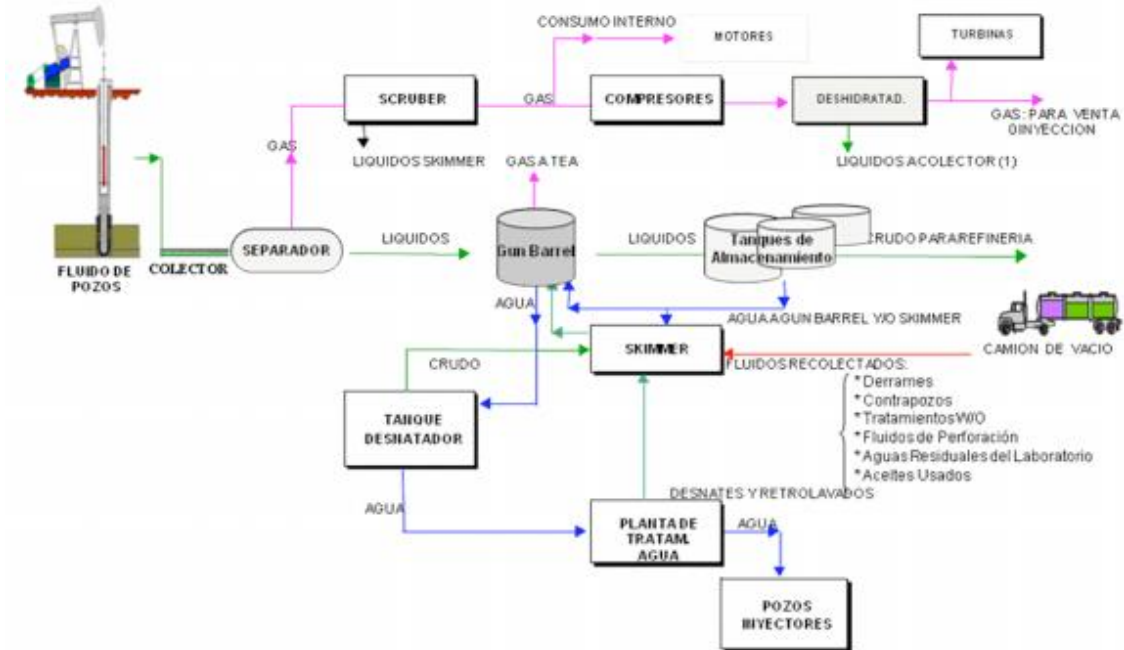 CONSUMO INTERNO
MOTORES
TURBINAS
SCRUBER
GAS
COMPRESORES
DESHIDRATAD.
GAS: PARA VENTA
0INYECCION
GAS
LIQUIDOS SKIMMER
GAS A TEA
LIQUIDOS A COLECTOR (1)
SEPARADOR
LIQUIDOS
Gun Barrel
LIQUIDOS
Tanques de
Almacenamiento
CRUDO PARA REFINERIA
FLUIDO DE
POZOS
COLECTOR
AGUA
AGUA A GUN BARREL Y/O SKIMMER
SKIMMER
CAMION DE VACIO
CRUDO
FLUIDOS RECOLECTADOS:
* Derrames
* Contrapozos
* Tratamientos W/O
* Fluidos de Perforación
* Aguas Residuales del Laboratorio
* Aceites Usados
TANQUE
DESNATADOR
DESNATES Y RETROLAVADOS
AGUA
PLANTA DE
TRATAM.
AGUA
AGUA
POZOS
INYECTORES